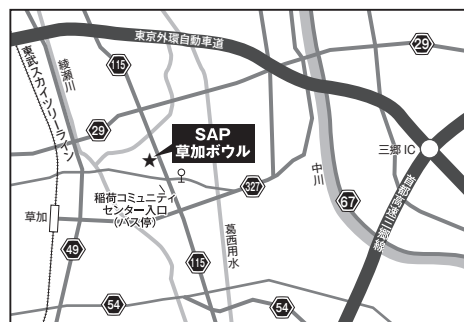 東京外環自動車道
29
115
綾瀬川
東武スカイツリーライン
29
SAP
草加ボウル
三郷IC
中川
稲荷コミュニティ
センター入口
(バス停)
327
67
首都高速三郷線
草加
葛西用水
49
115
54
54